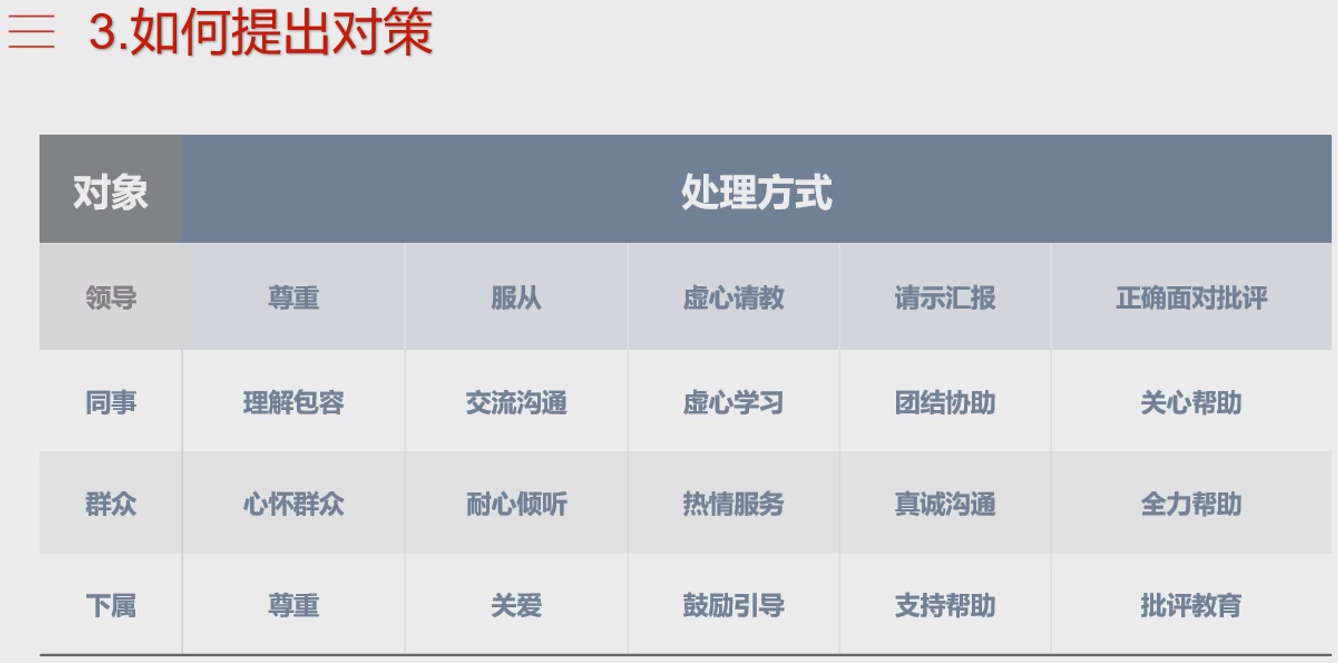 3.如何提出对策
对象 处理方式
领导 尊重 服从 虚心请教 请示汇报 正确面对批评
同事 理解包容 交流沟通 虚心学习 团结协助 关心帮助
群众 心怀群众 耐心倾听 热情服务 真诚沟通 全力帮助
下属 尊重 关爱 鼓励引导 支持帮助 批评教育